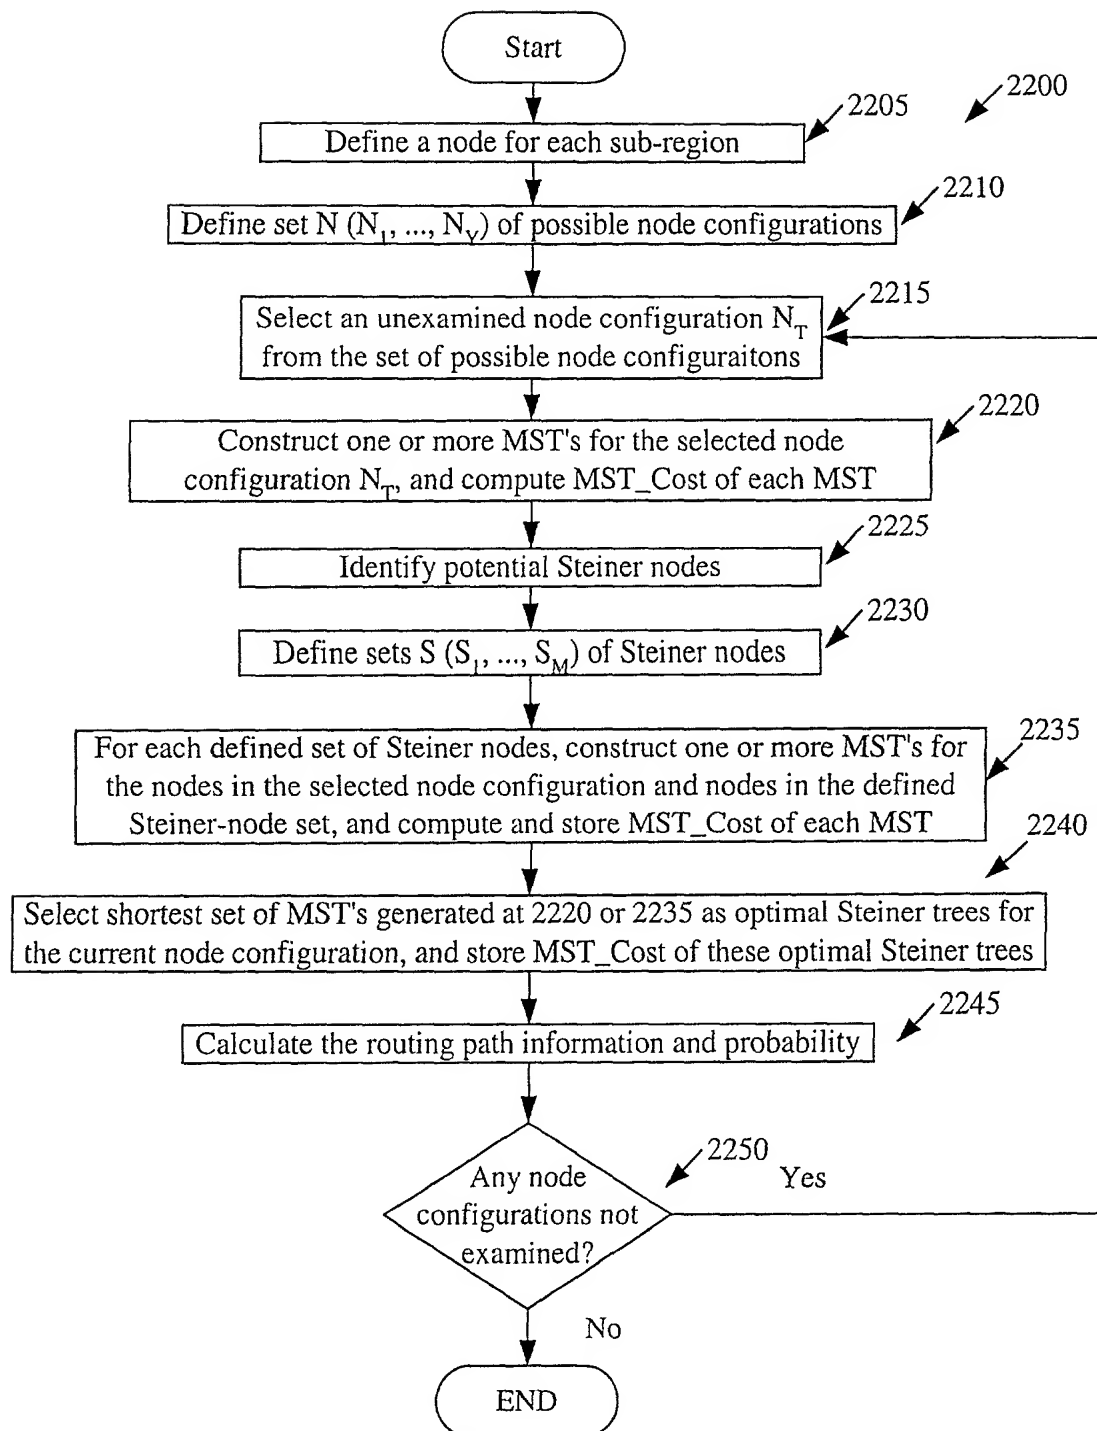 Start
2200
2205
Define a node for each sub-region
2210
Define set N (N₁, ..., N_Y) of possible node configurations
2215
Select an unexamined node configuration N_T
from the set of possible node configuraitons
2220
Construct one or more MST's for the selected node
configuration N_T, and compute MST_Cost of each MST
2225
Identify potential Steiner nodes
2230
Define sets S (S₁, ..., S_M) of Steiner nodes
2235
For each defined set of Steiner nodes, construct one or more MST's for
the nodes in the selected node configuration and nodes in the defined
Steiner-node set, and compute and store MST_Cost of each MST
2240
Select shortest set of MST's generated at 2220 or 2235 as optimal Steiner trees for
the current node configuration, and store MST_Cost of these optimal Steiner trees
2245
Calculate the routing path information and probability
2250
Yes
Any node
configurations not
examined?
No
END